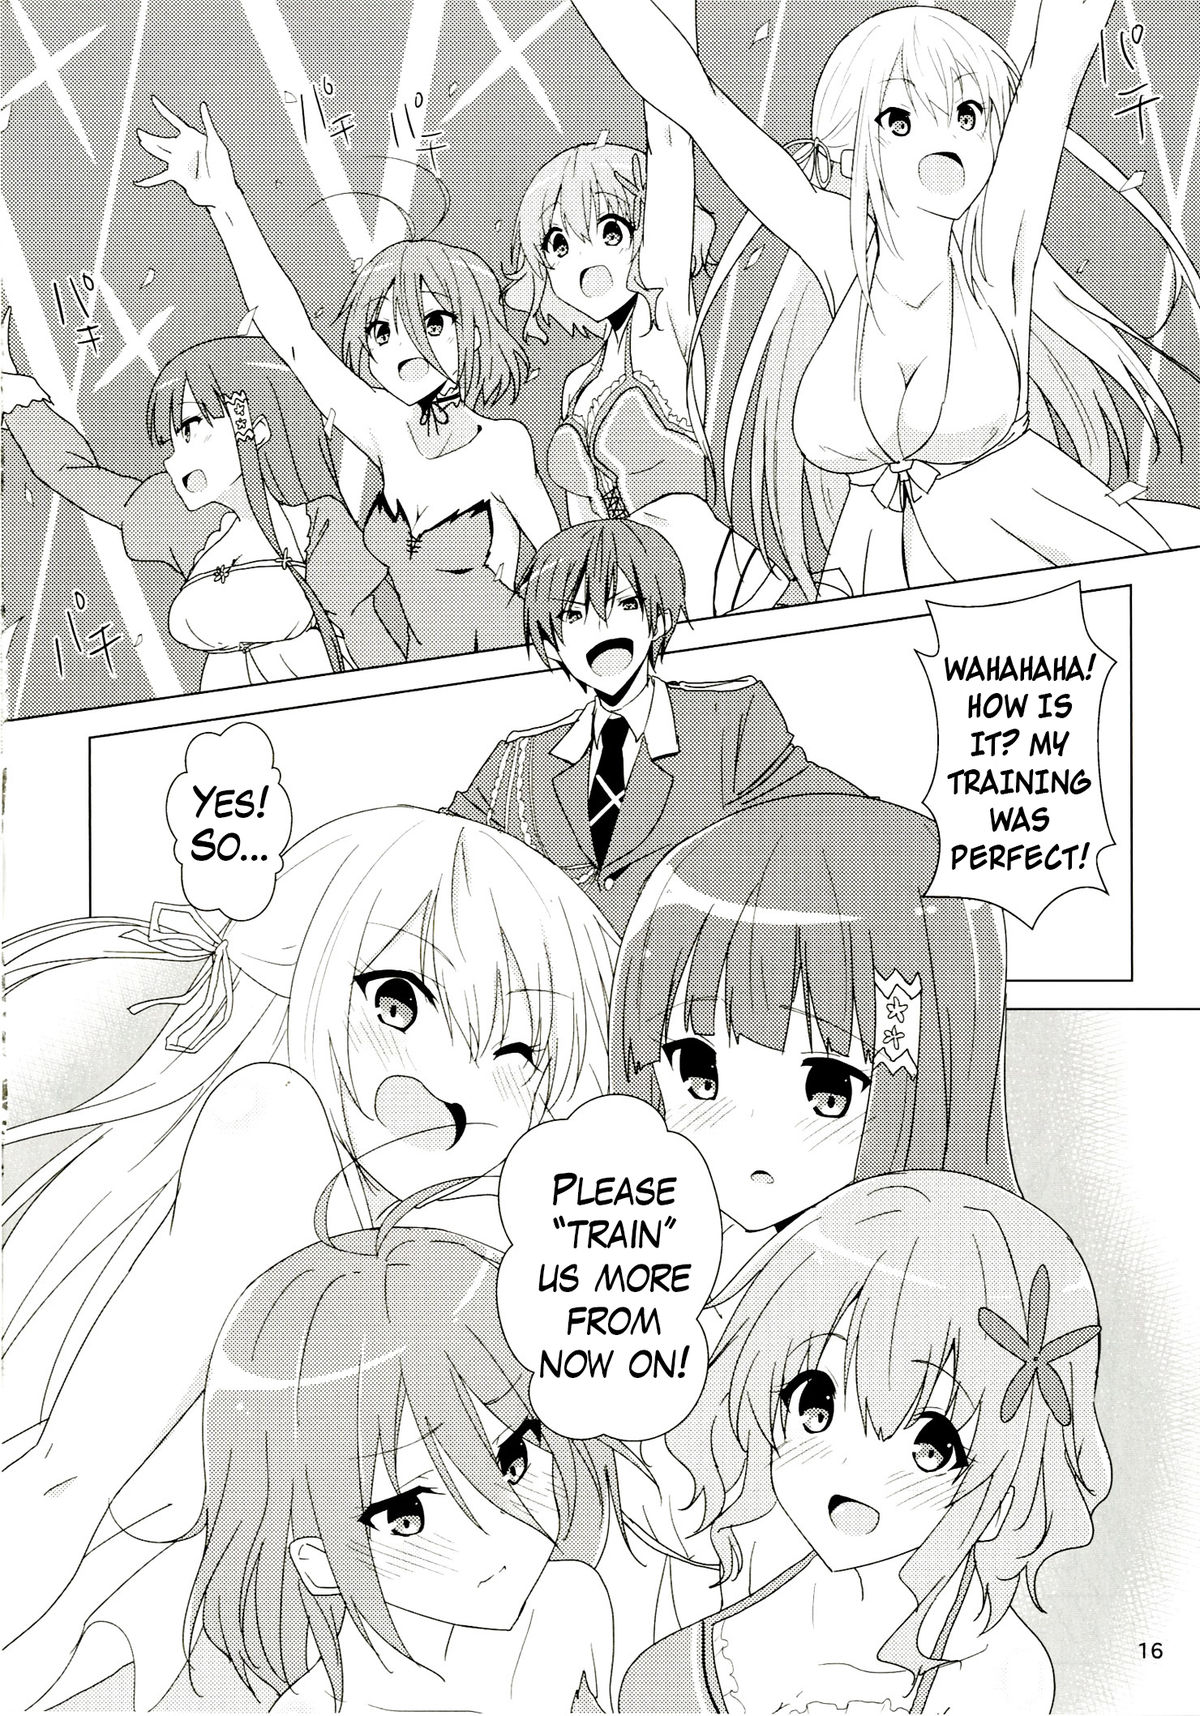 パチ
パチ
パチ
パチ
パチ
WAHAHAHA!
HOW IS
IT? MY
TRAINING
WAS
PERFECT!
YES!
SO...
PLEASE
"TRAIN"
US MORE
FROM
NOW ON!
16